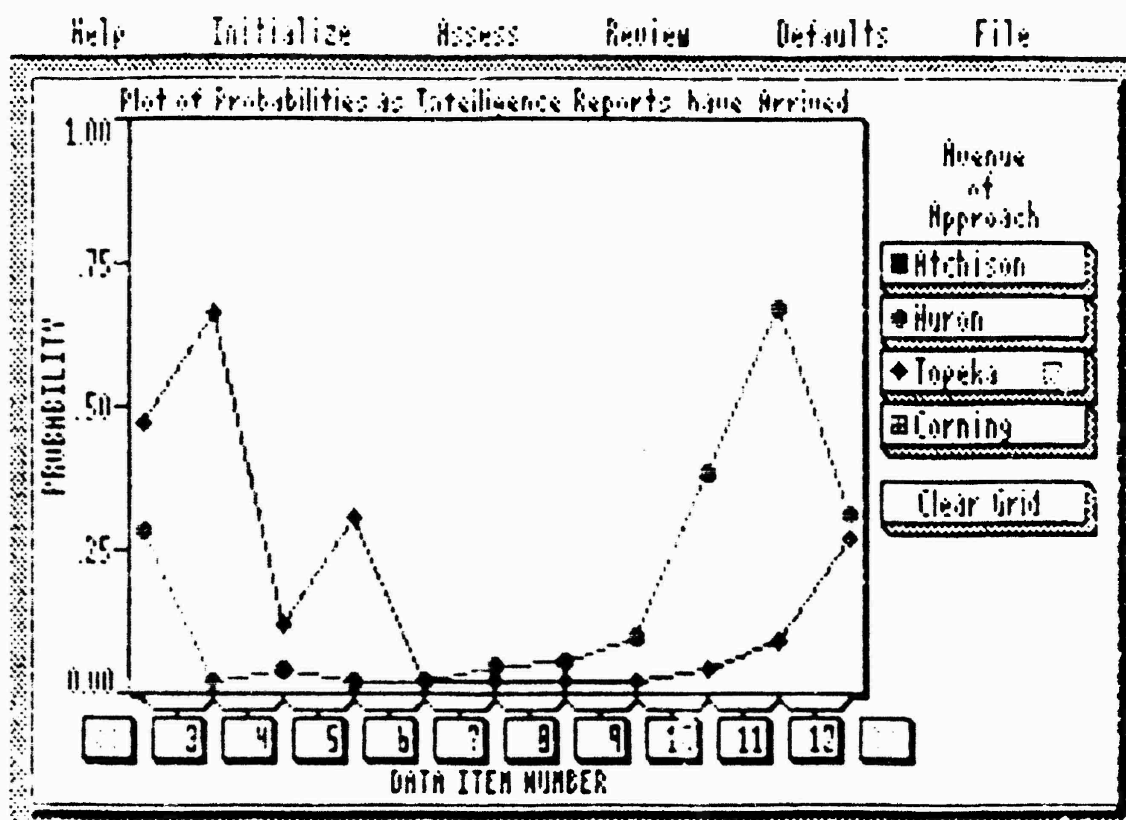 Help Initialize Assess Review Defaults File
Plot of Probabilities as Intelligence Reports have Arrived
1.00
.75
.50
.25
0.00
PROBABILITY
Avenue
of
Approach
Atchison
Huron
Topeka
Corning
Clear Grid
3 4 5 6 7 8 9 10 11 12
DATA ITEM NUMBER